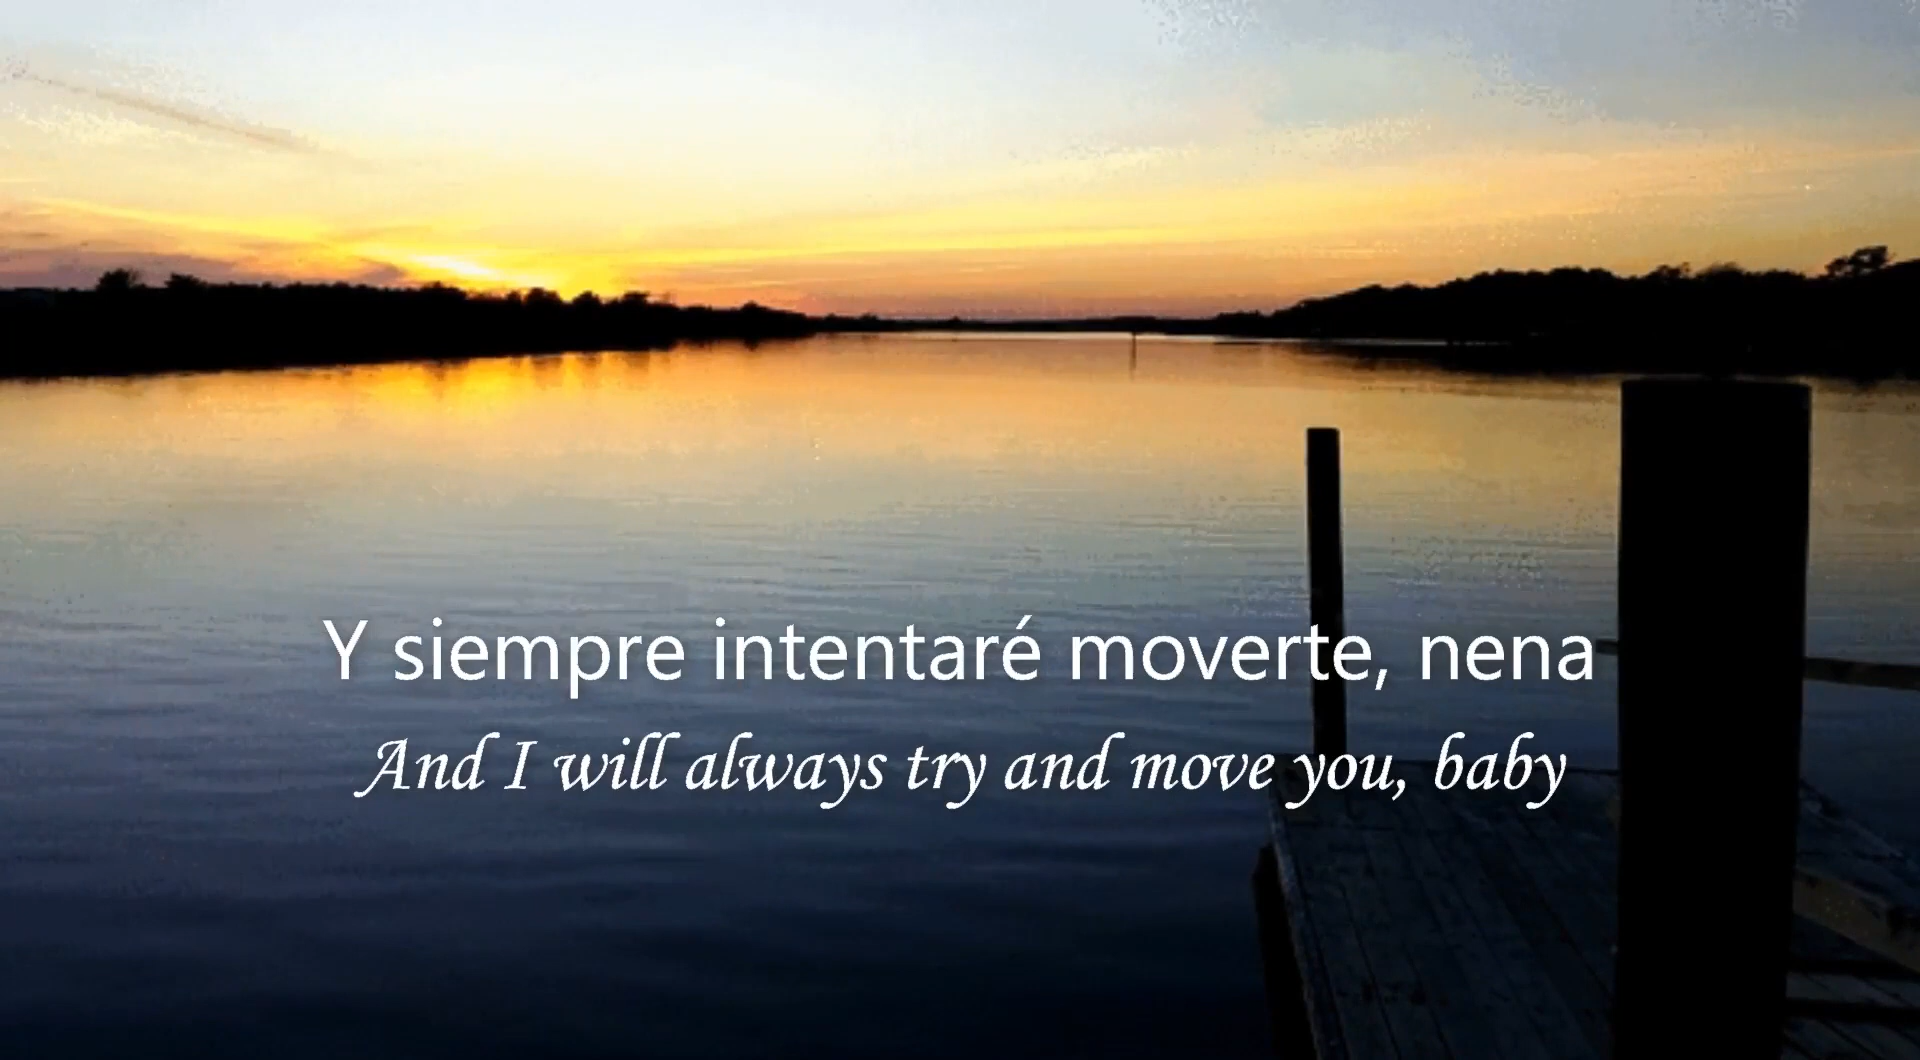 Y siempre intentaré moverte, nena
And I will always try and move you, baby